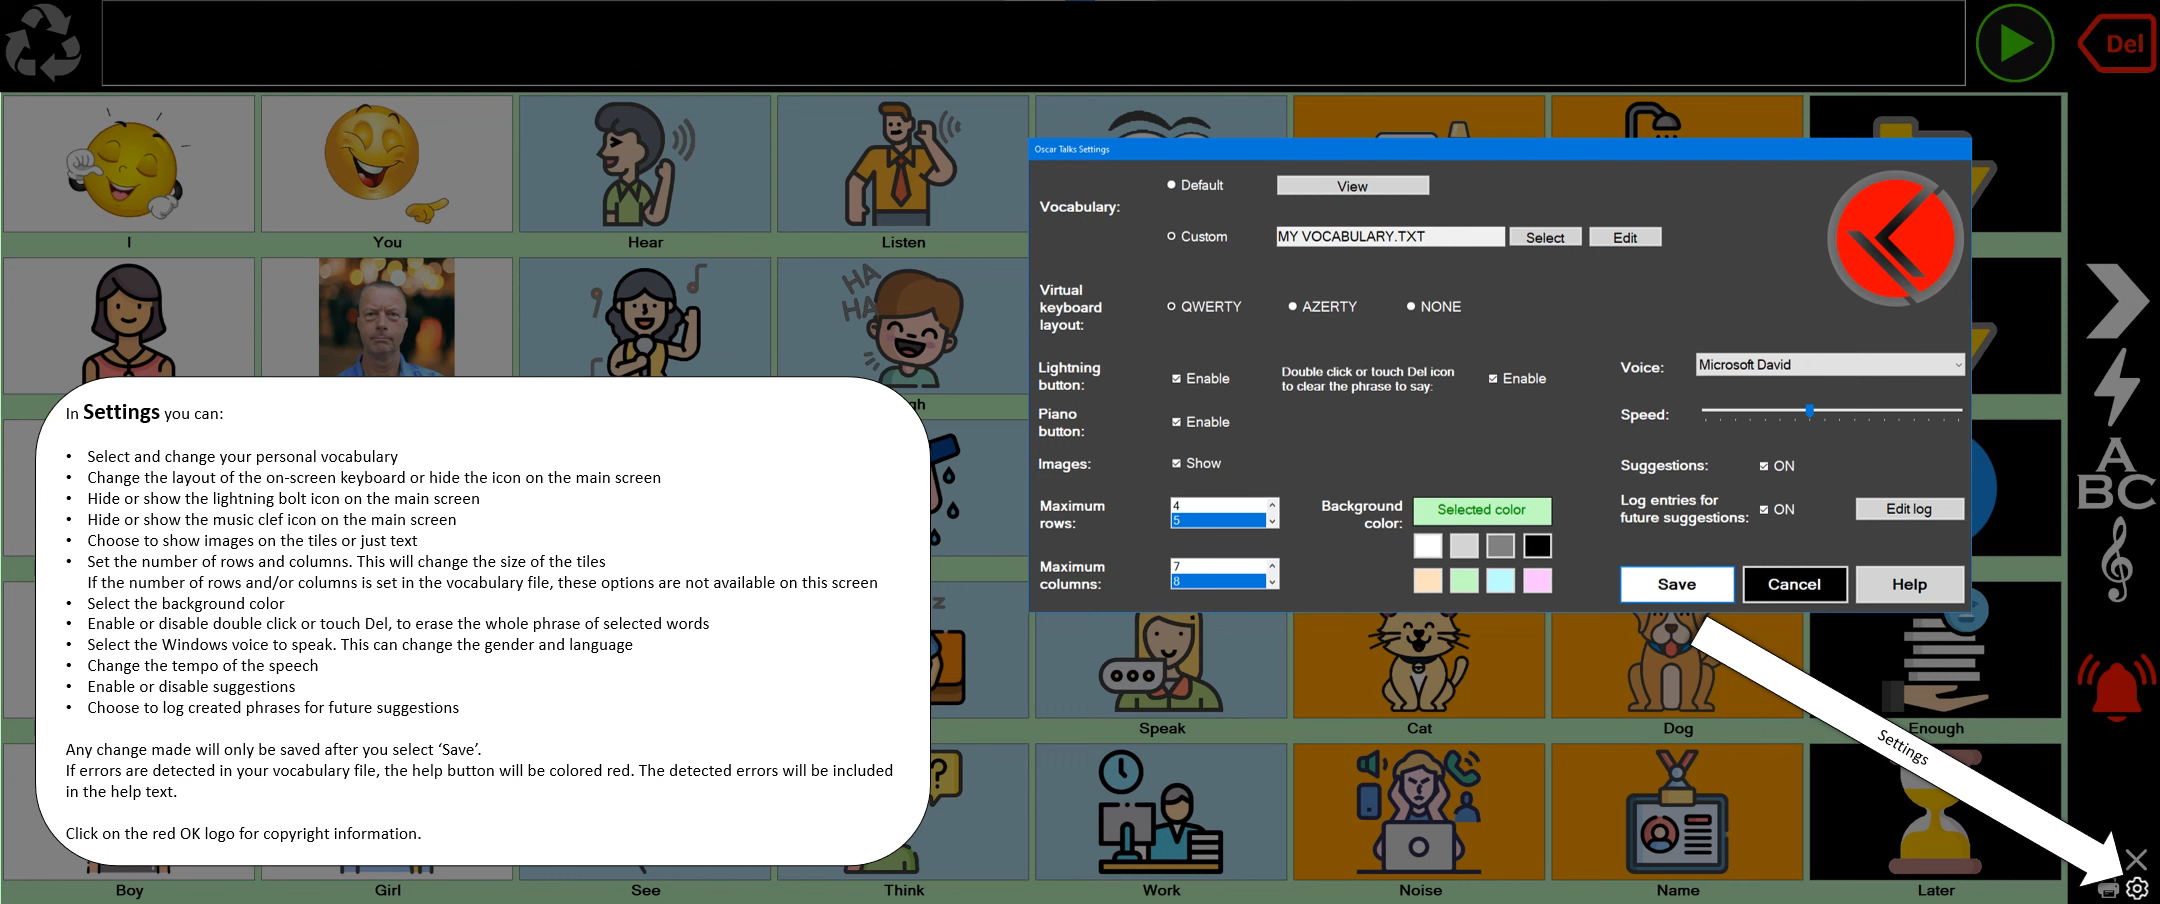 Del
I
You
Hear
Listen
HA
HA
gh
Oscar Talks Settings
Vocabulary:
Default
View
Custom
MY VOCABULARY.TXT
Select
Edit
Virtual
keyboard
layout:
QWERTY
AZERTY
NONE
Lightning
button:
Enable
Double click or touch Del icon
to clear the phrase to say:
Enable
Piano
button:
Enable
Images:
Show
Maximum
rows:
4
5
Background
color:
Selected color
Maximum
columns:
7
8
Voice:
Microsoft David
Speed:
Suggestions:
ON
Log entries for
future suggestions:
ON
Edit log
Save
Cancel
Help
In Settings you can:
• Select and change your personal vocabulary
• Change the layout of the on-screen keyboard or hide the icon on the main screen
• Hide or show the lightning bolt icon on the main screen
• Hide or show the music clef icon on the main screen
• Choose to show images on the tiles or just text
• Set the number of rows and columns. This will change the size of the tiles
If the number of rows and/or columns is set in the vocabulary file, these options are not available on this screen
• Select the background color
• Enable or disable double click or touch Del, to erase the whole phrase of selected words
• Select the Windows voice to speak. This can change the gender and language
• Change the tempo of the speech
• Enable or disable suggestions
• Choose to log created phrases for future suggestions
Any change made will only be saved after you select ‘Save’.
If errors are detected in your vocabulary file, the help button will be colored red. The detected errors will be included
in the help text.
Click on the red OK logo for copyright information.
A
BC
z
Speak
Cat
Dog
Enough
Settings
?
Boy
Girl
See
Think
Work
Noise
Name
Later